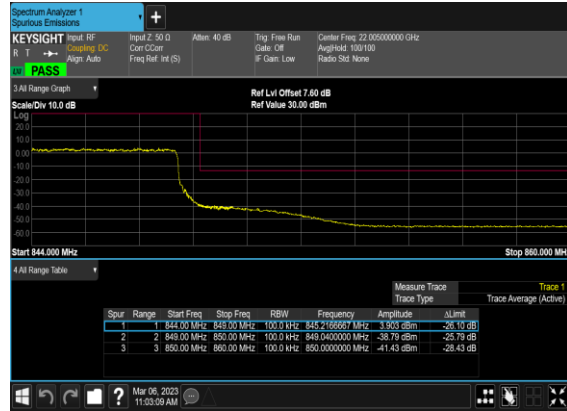 Spectrum Analyzer 1
Spurious Emissions
KEYSIGHT Input: RF Input Z: 50 Ω Atten: 40 dB Trig: Free Run Center Freq: 22.005000000 GHz
R T Coupling: DC Corr CCorr Gate: Off Avg|Hold: 100/100
Align: Auto Freq Ref: Int (S) IF Gain: Low Radio Std: None
PASS
3 All Range Graph
Ref Lvl Offset 7.60 dB
Scale/Div 10.0 dB Ref Value 30.00 dBm
Log
20.0
10.0
0.00
-10.0
-20.0
-30.0
-40.0
-50.0
-60.0
Start 844.000 MHz Stop 860.000 MH
4 All Range Table
Measure Trace Trace 1
Trace Type Trace Average (Active)
Spur Range Start Freq Stop Freq RBW Frequency Amplitude ΔLimit
1 1 844.00 MHz 849.00 MHz 100.0 kHz 845.2166667 MHz 3.903 dBm -26.10 dB
2 2 849.00 MHz 850.00 MHz 100.0 kHz 849.0400000 MHz -38.79 dBm -25.79 dB
3 3 850.00 MHz 860.00 MHz 100.0 kHz 850.0000000 MHz -41.43 dBm -28.43 dB
? Mar 06, 2023
11:03:09 AM